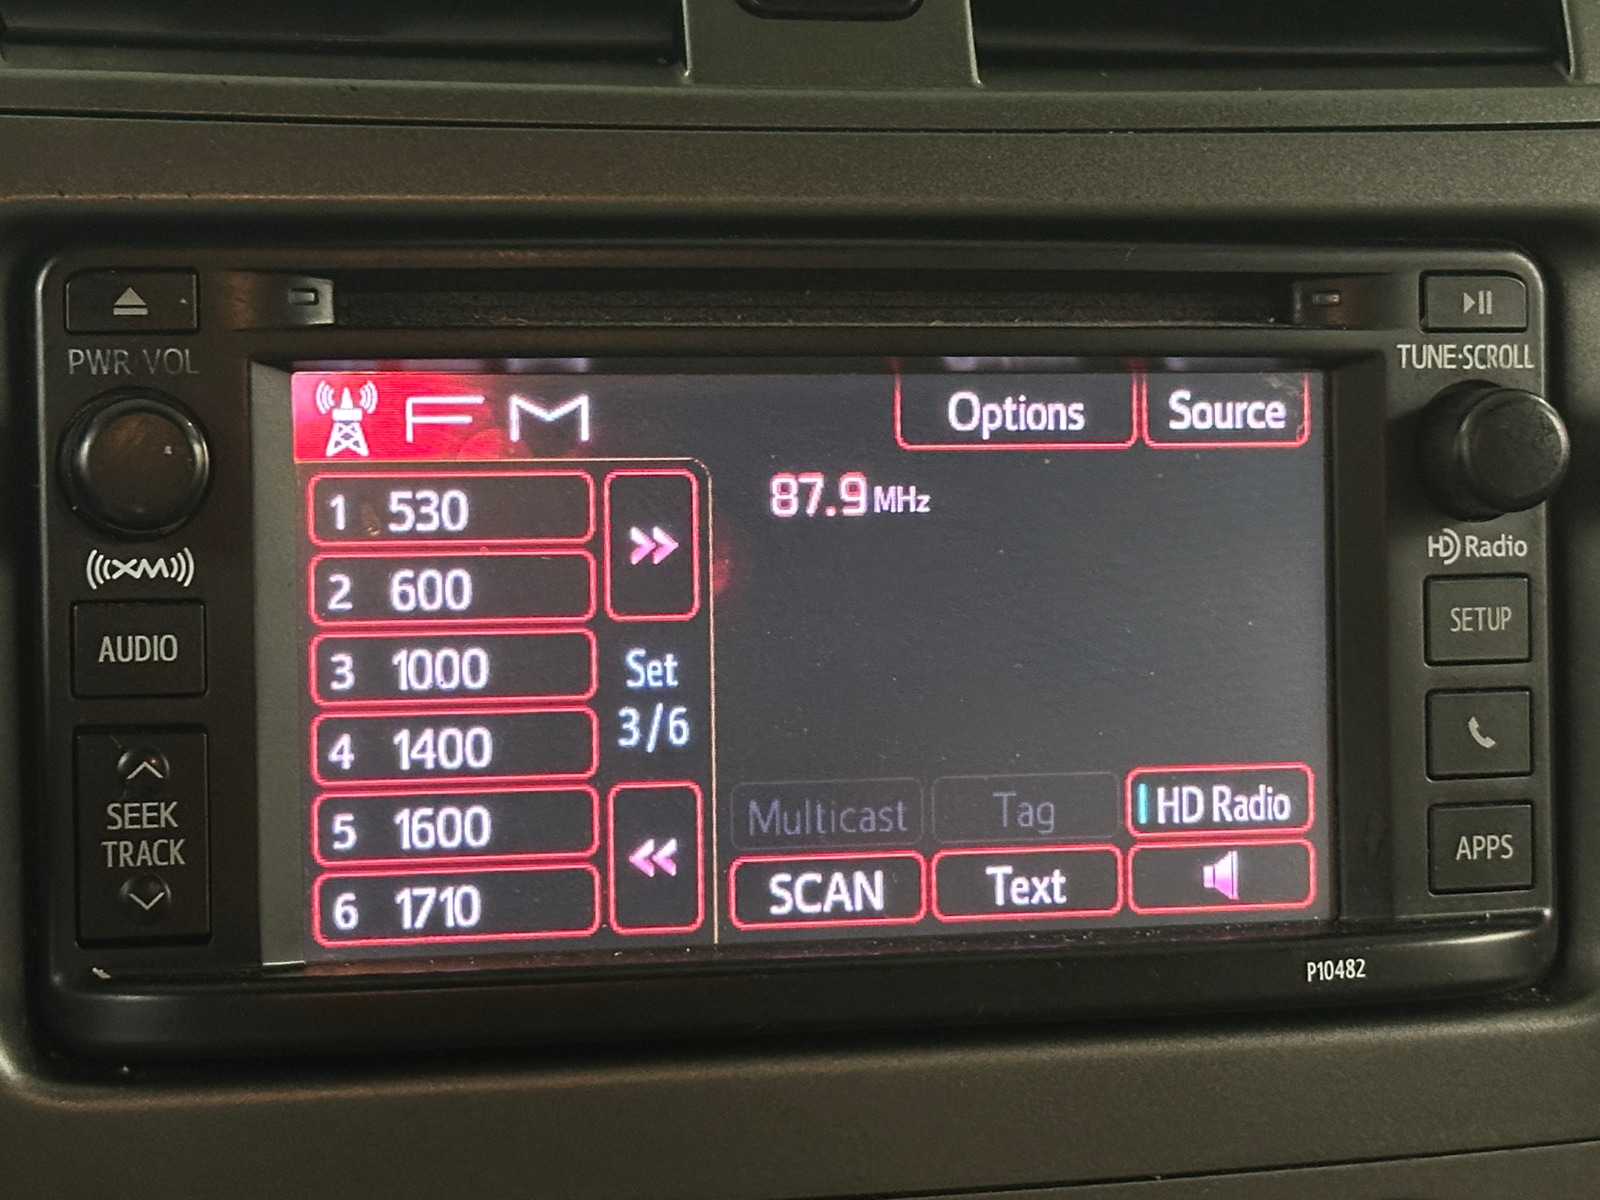 PWR VOL
TUNE·SCROLL
FM
Options
Source
87.9 MHz
1 530
2 600
3 1000
4 1400
5 1600
6 1710
Set
3/6
Multicast
Tag
HD Radio
SCAN
Text
XM
AUDIO
SEEK
TRACK
HD Radio
SETUP
APPS
P10482